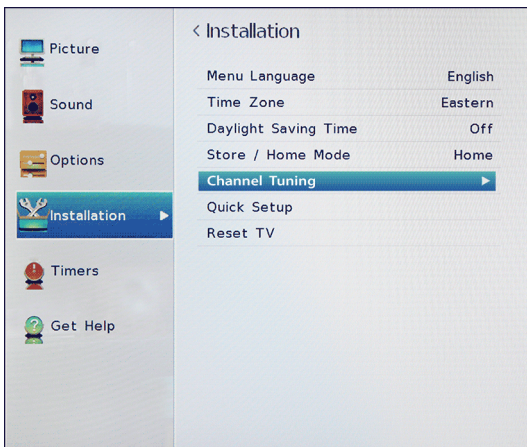 Picture
Sound
Options
Installation
Timers
Get Help
< Installation
Menu Language English
Time Zone Eastern
Daylight Saving Time Off
Store / Home Mode Home
Channel Tuning
Quick Setup
Reset TV